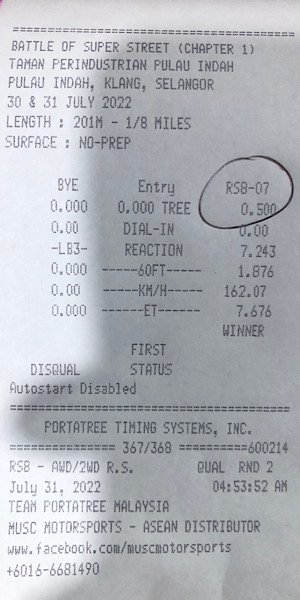 BATTLE OF SUPER STREET (CHAPTER 1)
TAMAN PERINDUSTRIAN PULAU INDAH
PULAU INDAH, KLANG, SELANGOR
30 & 31 JULY 2022
LENGTH : 201M - 1/8 MILES
SURFACE : NO-PREP
BYE Entry RS8-07
0.000 0.000 TREE 0.500
0.00 DIAL-IN 0.00
-LB3- REACTION 7.243
0.000 ------60FT----- 1.876
0.00 ------KM/H----- 162.07
0.000 ------ET----- 7.676
WINNER
FIRST
DISQUAL STATUS
Autostart Disabled
=========================================
PORTATREE TIMING SYSTEMS, INC.
================ 367/368 ==========600214
RS8 - AWD/2WD R.S. QUAL RND 2
July 31, 2022 04:53:52 AM
TEAM PORTATREE MALAYSIA
MUSC MOTORSPORTS - ASEAN DISTRIBUTOR
www.facebook.com/muscmotorsports
+6016-6681490